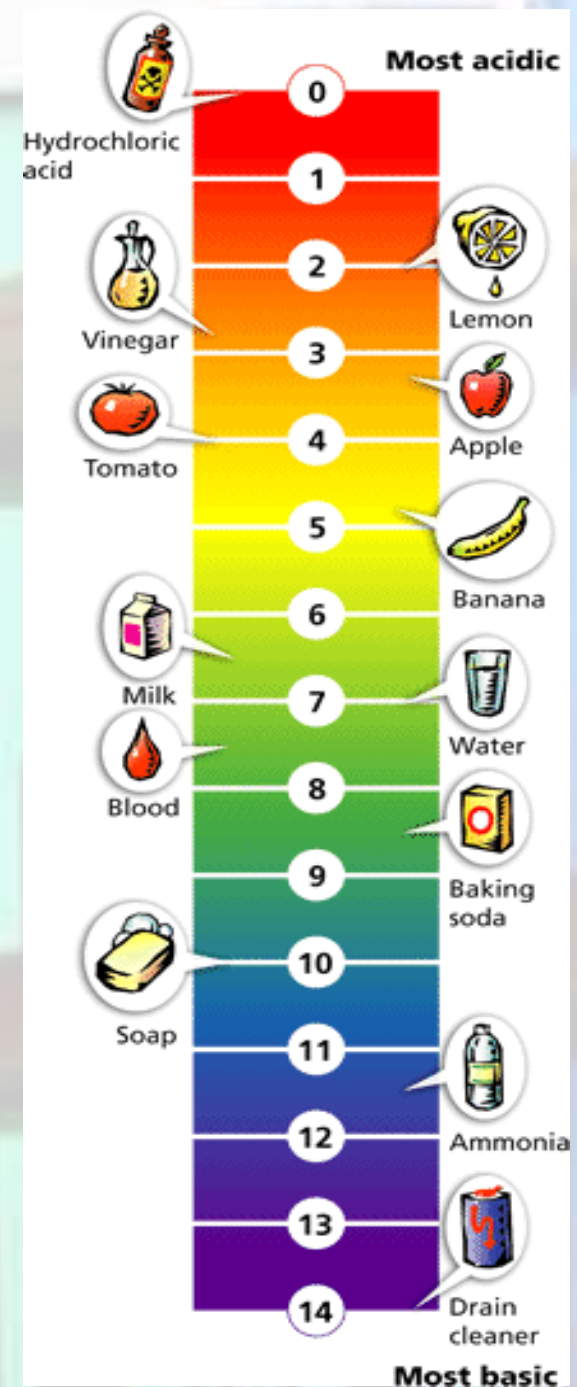 Most acidic
0
Hydrochloric
acid
1
2
Lemon
Vinegar
3
Apple
4
Tomato
5
Banana
6
Milk
7
Water
Blood
8
9
Baking
soda
10
Soap
11
12
Ammonia
13
14
Drain
cleaner
Most basic